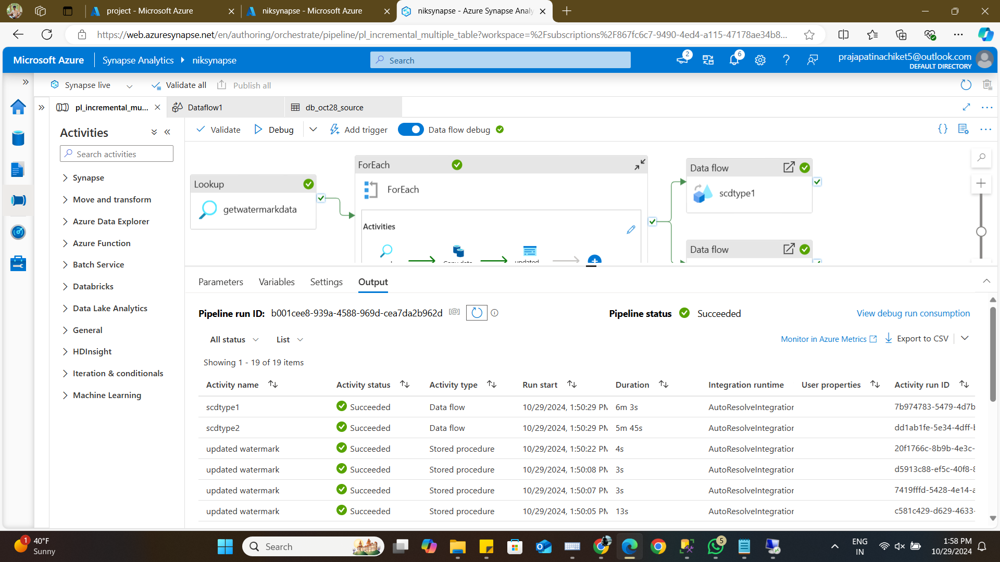 project - Microsoft Azure
niksynapse - Microsoft Azure
niksynapse - Azure Synapse Analy
https://web.azuresynapse.net/en/authoring/orchestrate/pipeline/pl_incremental_multiple_table?workspace=%2Fsubscriptions%2F867fc6c7-9490-4ed4-a115-47178ae34b8...
Microsoft Azure
Synapse Analytics
niksynapse
Search
2
6
prajapatinachiket5@outlook.com
DEFAULT DIRECTORY
Synapse live
Validate all
Publish all
pl_incremental_mu...
Dataflow1
db_oct28_source
Activities
Search activities
Synapse
Move and transform
Azure Data Explorer
Azure Function
Batch Service
Databricks
Data Lake Analytics
General
HDInsight
Iteration & conditionals
Machine Learning
Validate
Debug
Add trigger
Data flow debug
Lookup
getwatermarkdata
ForEach
ForEach
Activities
Data flow
scdtype1
Data flow
Parameters
Variables
Settings
Output
Pipeline run ID: b001cee8-939a-4588-969d-cea7da2b962d
Pipeline status Succeeded
View debug run consumption
All status
List
Monitor in Azure Metrics
Export to CSV
Showing 1 - 19 of 19 items
Activity name Activity status Activity type Run start Duration Integration runtime User properties Activity run ID
scdtype1 Succeeded Data flow 10/29/2024, 1:50:29 PM 6m 3s AutoResolveIntegration 7b974783-5479-4d7b
scdtype2 Succeeded Data flow 10/29/2024, 1:50:29 PM 5m 45s AutoResolveIntegration dd1ab1fe-5e34-4dff-b
updated watermark Succeeded Stored procedure 10/29/2024, 1:50:22 PM 4s AutoResolveIntegration 20f1766c-8b9b-4e3c-
updated watermark Succeeded Stored procedure 10/29/2024, 1:50:08 PM 3s AutoResolveIntegration d5913c88-ef5c-40f8-8
updated watermark Succeeded Stored procedure 10/29/2024, 1:50:07 PM 3s AutoResolveIntegration 7419fffd-5428-4e14-a
updated watermark Succeeded Stored procedure 10/29/2024, 1:50:05 PM 13s AutoResolveIntegration c581c429-d629-4633-
1
40°F
Sunny
Search
5
ENG
IN
1:58 PM
10/29/2024